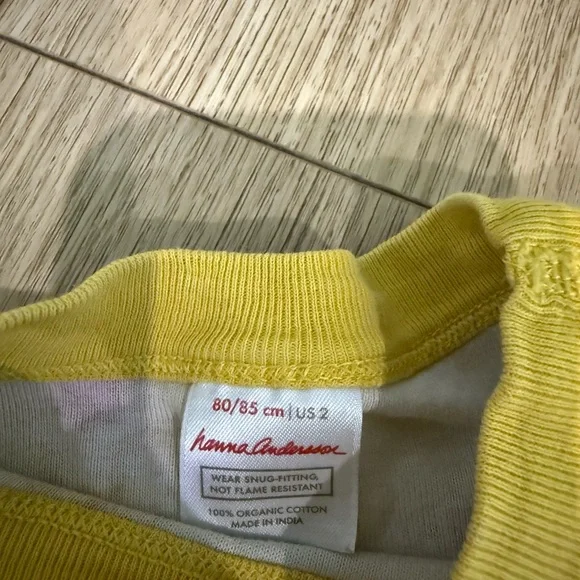 80/85 cm | US 2
hanna andersson
WEAR SNUG-FITTING,
NOT FLAME RESISTANT
100% ORGANIC COTTON
MADE IN INDIA